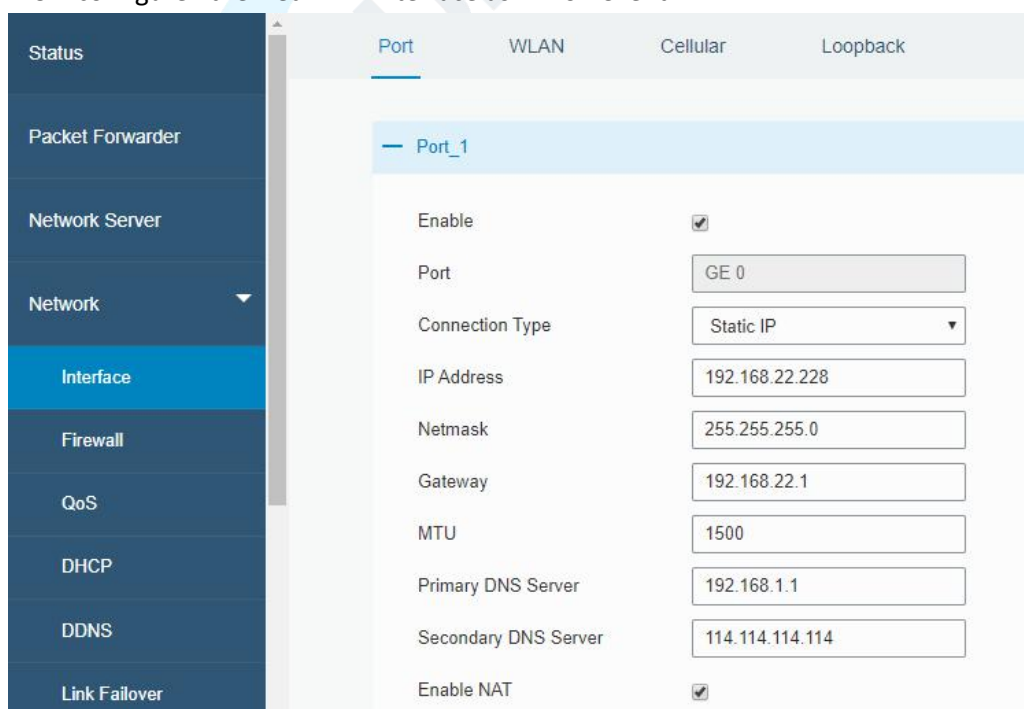 Status
Packet Forwarder
Network Server
Network
Interface
Firewall
QoS
DHCP
DDNS
Link Failover
Port WLAN Cellular Loopback
Port_1
Enable
Port GE 0
Connection Type Static IP
IP Address 192.168.22.228
Netmask 255.255.255.0
Gateway 192.168.22.1
MTU 1500
Primary DNS Server 192.168.1.1
Secondary DNS Server 114.114.114.114
Enable NAT